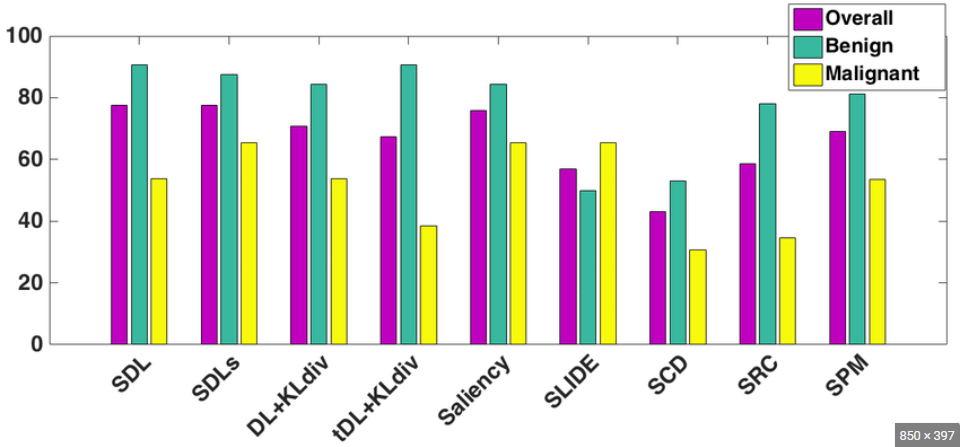 Overall
Benign
Malignant
100
80
60
40
20
0
SDL
SDLs
DL+KLdiv
tDL+KLdiv
Saliency
SLIDE
SCD
SRC
SPM
850 × 397